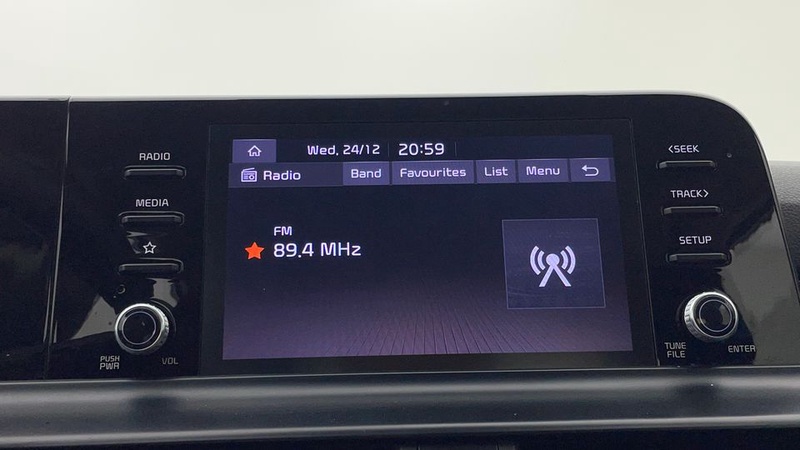 RADIO
MEDIA
PUSH
PWR
VOL
Wed, 24/12 20:59
Radio Band Favourites List Menu
FM
89.4 MHz
<SEEK
TRACK>
SETUP
TUNE
FILE
ENTER